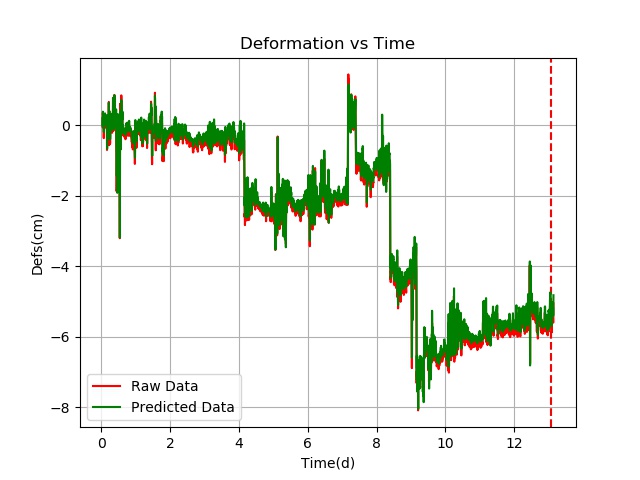 Deformation vs Time
Defs(cm)
0
−2
−4
−6
−8
Raw Data
Predicted Data
0 2 4 6 8 10 12
Time(d)